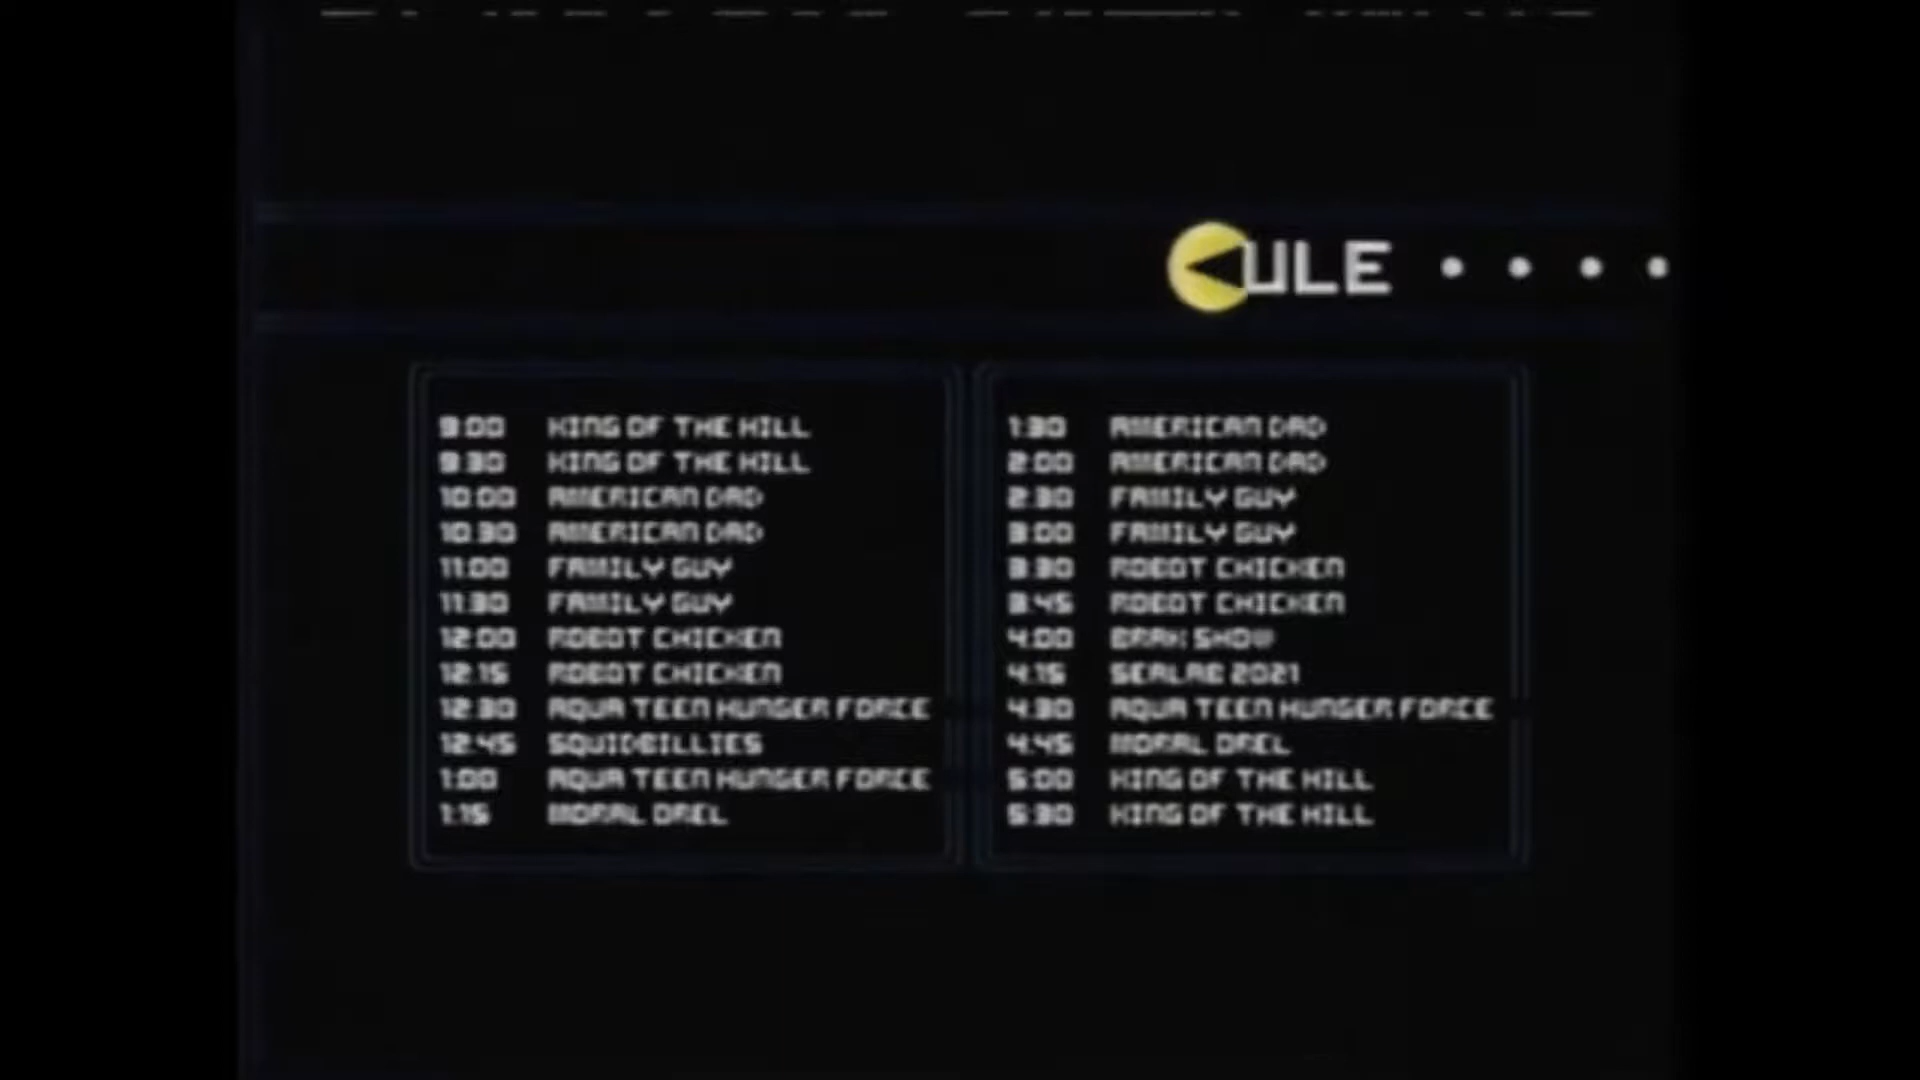 ULE
9:00 KING OF THE HILL
9:30 KING OF THE HILL
10:00 AMERICAN DAD
10:30 AMERICAN DAD
11:00 FAMILY GUY
11:30 FAMILY GUY
12:00 ROBOT CHICKEN
12:15 ROBOT CHICKEN
12:30 AQUA TEEN HUNGER FORCE
12:45 SQUIDBILLIES
1:00 AQUA TEEN HUNGER FORCE
1:15 MORAL OREL
1:30 AMERICAN DAD
2:00 AMERICAN DAD
2:30 FAMILY GUY
3:00 FAMILY GUY
3:30 ROBOT CHICKEN
3:45 ROBOT CHICKEN
4:00 BRAK SHOW
4:15 SEALAB 2021
4:30 AQUA TEEN HUNGER FORCE
4:45 MORAL OREL
5:00 KING OF THE HILL
5:30 KING OF THE HILL